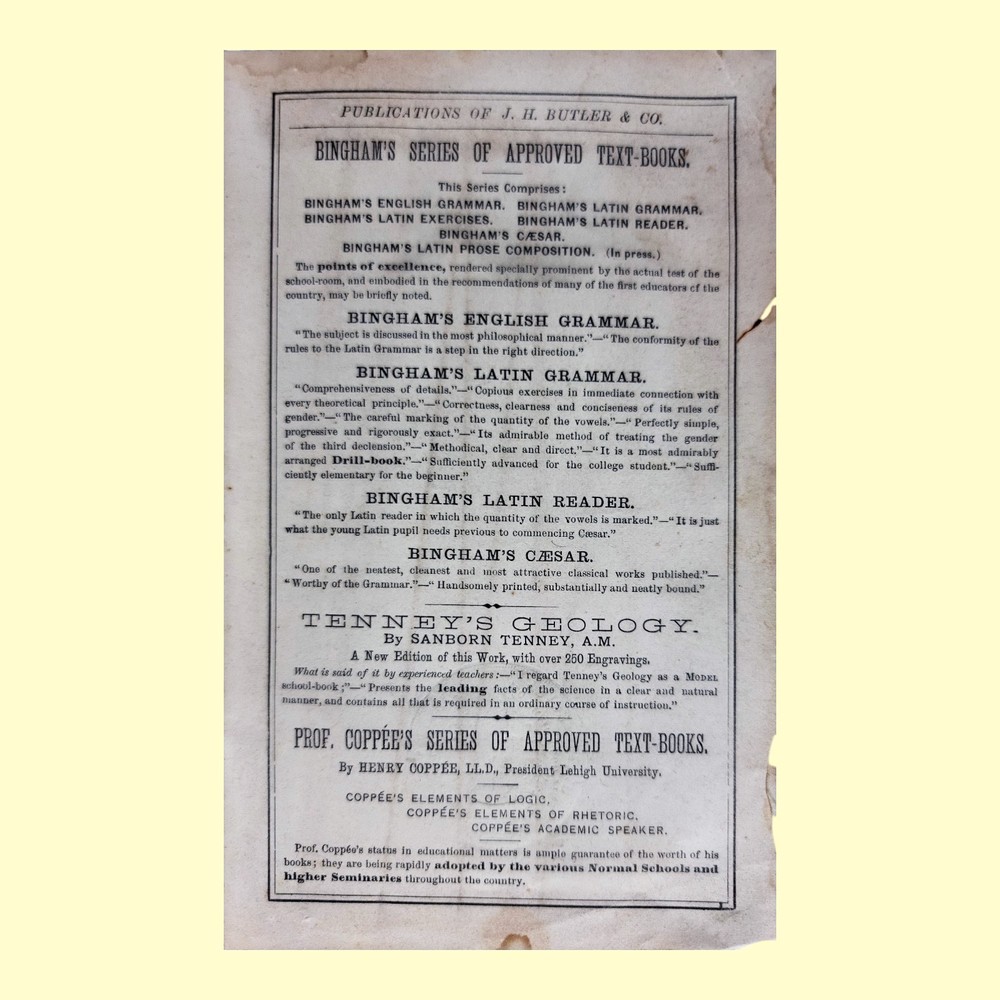 PUBLICATIONS OF J. H. BUTLER & CO.
BINGHAM'S SERIES OF APPROVED TEXT-BOOKS.
This Series Comprises:
BINGHAM'S ENGLISH GRAMMAR. BINGHAM'S LATIN GRAMMAR,
BINGHAM'S LATIN EXERCISES. BINGHAM'S LATIN READER.
BINGHAM'S CÆSAR.
BINGHAM'S LATIN PROSE COMPOSITION. (In press.)
The points of excellence, rendered specially prominent by the actual test of the
school-room, and embodied in the recommendations of many of the first educators of the
country, may be briefly noted.
BINGHAM'S ENGLISH GRAMMAR.
"The subject is discussed in the most philosophical manner."—"The conformity of the
rules to the Latin Grammar is a step in the right direction."
BINGHAM'S LATIN GRAMMAR.
"Comprehensiveness of details."—"Copious exercises in immediate connection with
every theoretical principle."—"Correctness, clearness and conciseness of its rules of
gender."—"The careful marking of the quantity of the vowels."—"Perfectly simple,
progressive and rigorously exact."—"Its admirable method of treating the gender
of the third declension."—"Methodical, clear and direct."—"It is a most admirably
arranged Drill-book."—"Sufficiently advanced for the college student."—"Suffi-
ciently elementary for the beginner."
BINGHAM'S LATIN READER.
"The only Latin reader in which the quantity of the vowels is marked."—"It is just
what the young Latin pupil needs previous to commencing Cæsar."
BINGHAM'S CÆSAR.
"One of the neatest, cleanest and most attractive classical works published."—
"Worthy of the Grammar."—"Handsomely printed, substantially and neatly bound."
TENNEY'S GEOLOGY.
By SANBORN TENNEY, A.M.
A New Edition of this Work, with over 250 Engravings.
What is said of it by experienced teachers:—"I regard Tenney's Geology as a MODEL
school-book;"—"Presents the leading facts of the science in a clear and natural
manner, and contains all that is required in an ordinary course of instruction."
PROF. COPPÉE'S SERIES OF APPROVED TEXT-BOOKS.
By HENRY COPPÉE, LL.D., President Lehigh University.
COPPÉE'S ELEMENTS OF LOGIC,
COPPÉE'S ELEMENTS OF RHETORIC,
COPPÉE'S ACADEMIC SPEAKER.
Prof. Coppée's status in educational matters is ample guarantee of the worth of his
books; they are being rapidly adopted by the various Normal Schools and
higher Seminaries throughout the country.